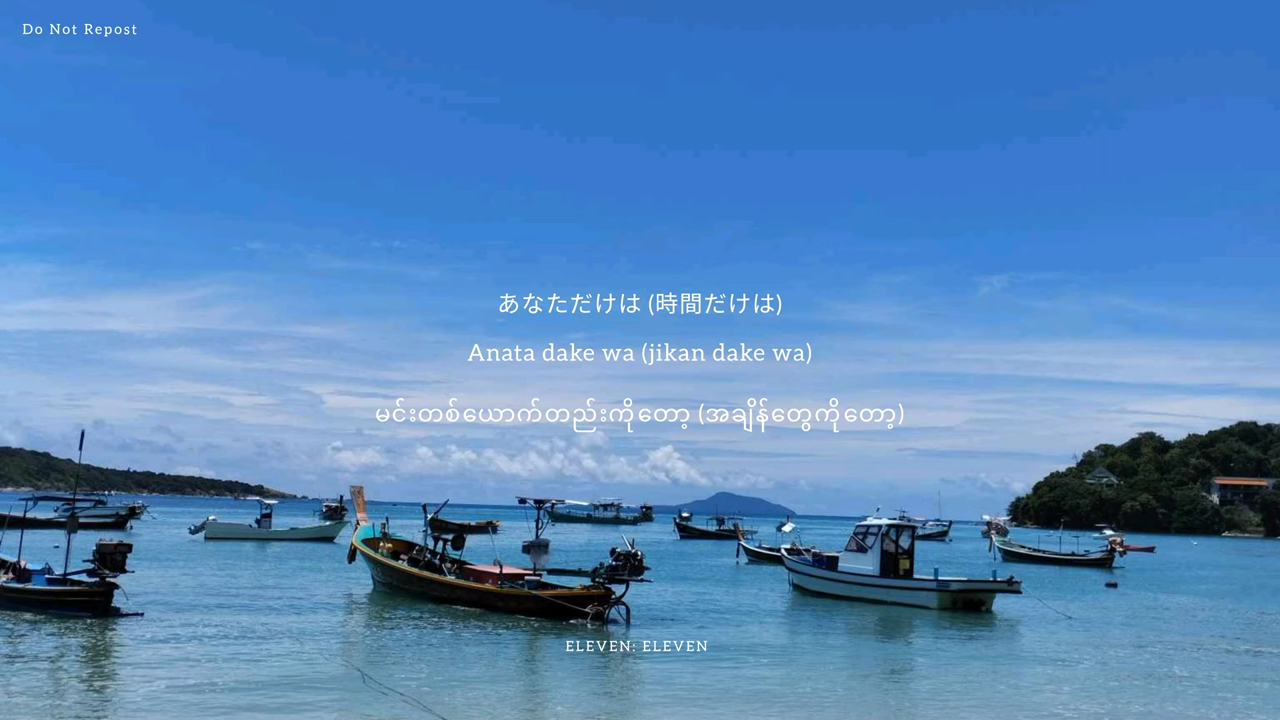 Do Not Repost
あなただけは (時間だけは)
Anata dake wa (jikan dake wa)
မင်းတစ်ယောက်တည်းကိုတော့ (အချိန်တွေကိုတော့)
ELEVEN: ELEVEN